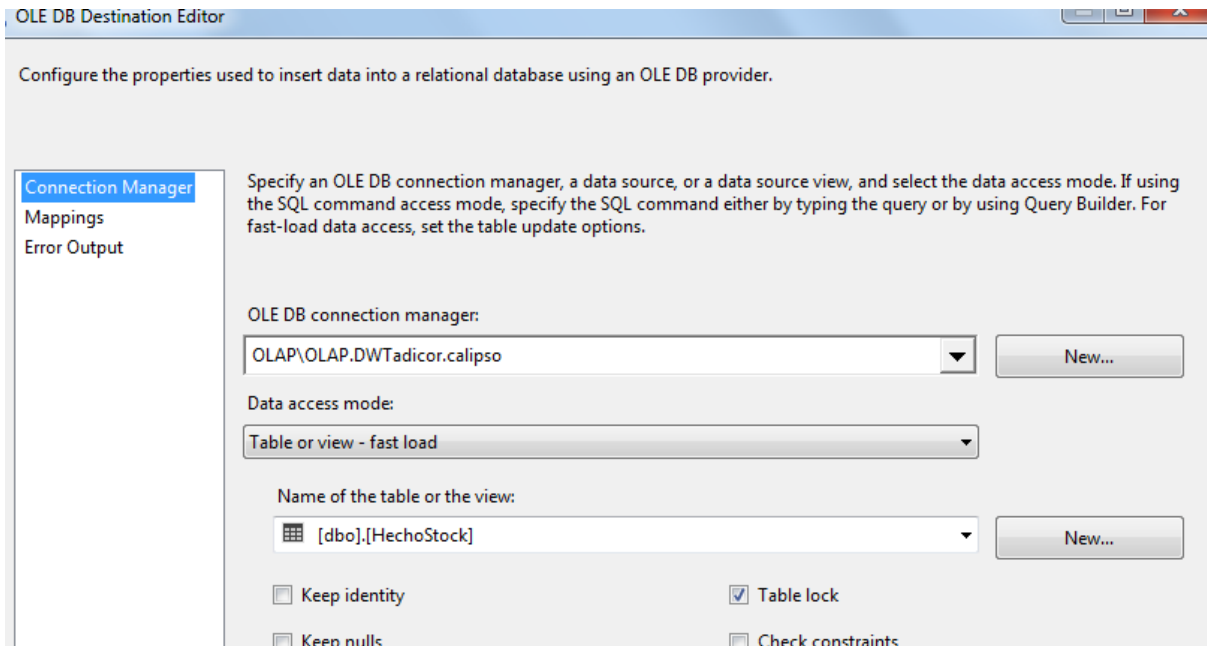 OLE DB Destination Editor
Configure the properties used to insert data into a relational database using an OLE DB provider.
Connection Manager
Mappings
Error Output
Specify an OLE DB connection manager, a data source, or a data source view, and select the data access mode. If using
the SQL command access mode, specify the SQL command either by typing the query or by using Query Builder. For
fast-load data access, set the table update options.
OLE DB connection manager:
OLAP\OLAP.DWTadicor.calipso
New...
Data access mode:
Table or view - fast load
Name of the table or the view:
[dbo].[HechoStock]
New...
Keep identity
Table lock
Keep nulls
Check constraints